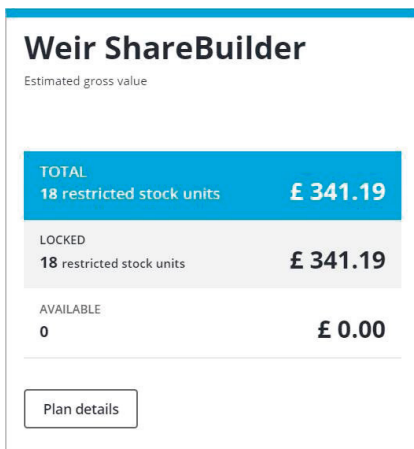 Weir ShareBuilder
Estimated gross value
TOTAL
18 restricted stock units £ 341.19
LOCKED
18 restricted stock units £ 341.19
AVAILABLE
0 £ 0.00
Plan details